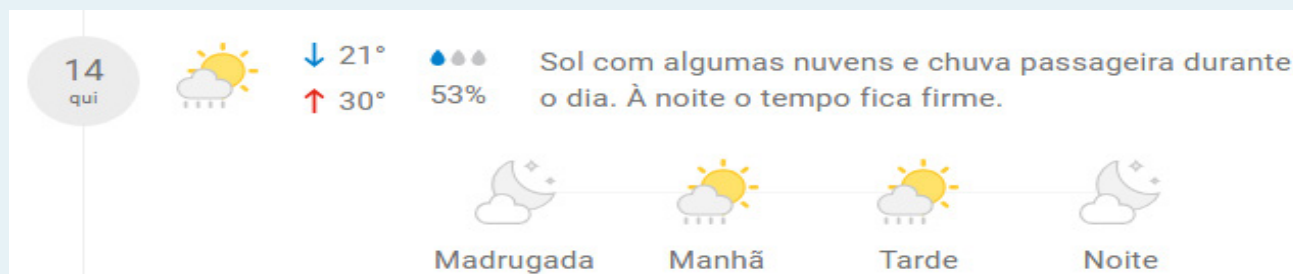 14
qui
↓ 21°
↑ 30°
53%
Sol com algumas nuvens e chuva passageira durante
o dia. À noite o tempo fica firme.
Madrugada
Manhã
Tarde
Noite